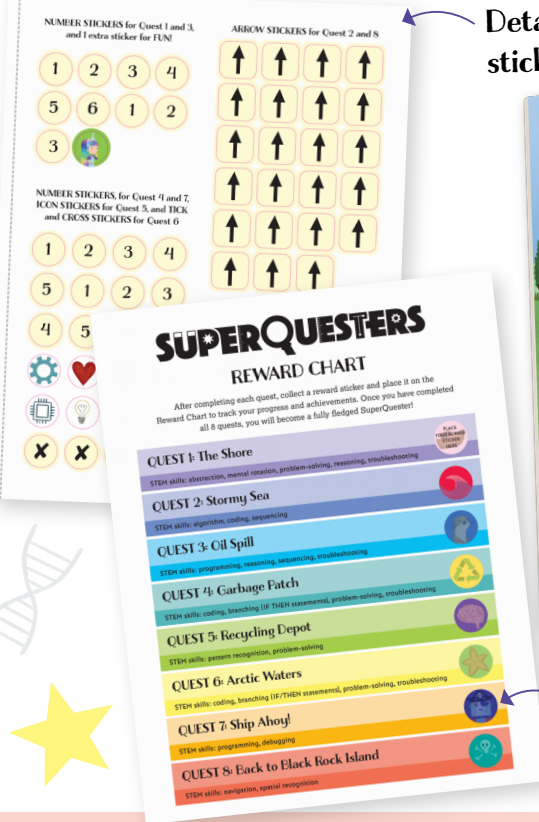 NUMBER STICKERS for Quest 1 and 3,
and 1 extra sticker for FUN!
1 2 3 4
5 6 1 2
3
NUMBER STICKERS, for Quest 4 and 7,
ICON STICKERS for Quest 5, and TICK
and CROSS STICKERS for Quest 6
1 2 3 4
5 1 2 3
4 5
ARROW STICKERS for Quest 2 and 8
SUPERQUESTERS
REWARD CHART
After completing each quest, collect a reward sticker and place it on the
Reward Chart to track your progress and achievements. Once you have completed
all 8 quests, you will become a fully fledged SuperQuester!
QUEST 1: The Shore
STEM skills: abstraction, mental rotation, problem-solving, reasoning, troubleshooting
PLACE
YOUR REWARD
STICKER
HERE
QUEST 2: Stormy Sea
STEM skills: algorithm, coding, sequencing
QUEST 3: Oil Spill
STEM skills: programming, reasoning, sequencing, troubleshooting
QUEST 4: Garbage Patch
STEM skills: coding, branching (IF THEN statements), problem-solving, troubleshooting
QUEST 5: Recycling Depot
STEM skills: pattern recognition, problem-solving
QUEST 6: Arctic Waters
STEM skills: coding, branching (IF/THEN statements), problem-solving, troubleshooting
QUEST 7: Ship Ahoy!
STEM skills: programming, debugging
QUEST 8: Back to Black Rock Island
STEM skills: navigation, spatial recognition